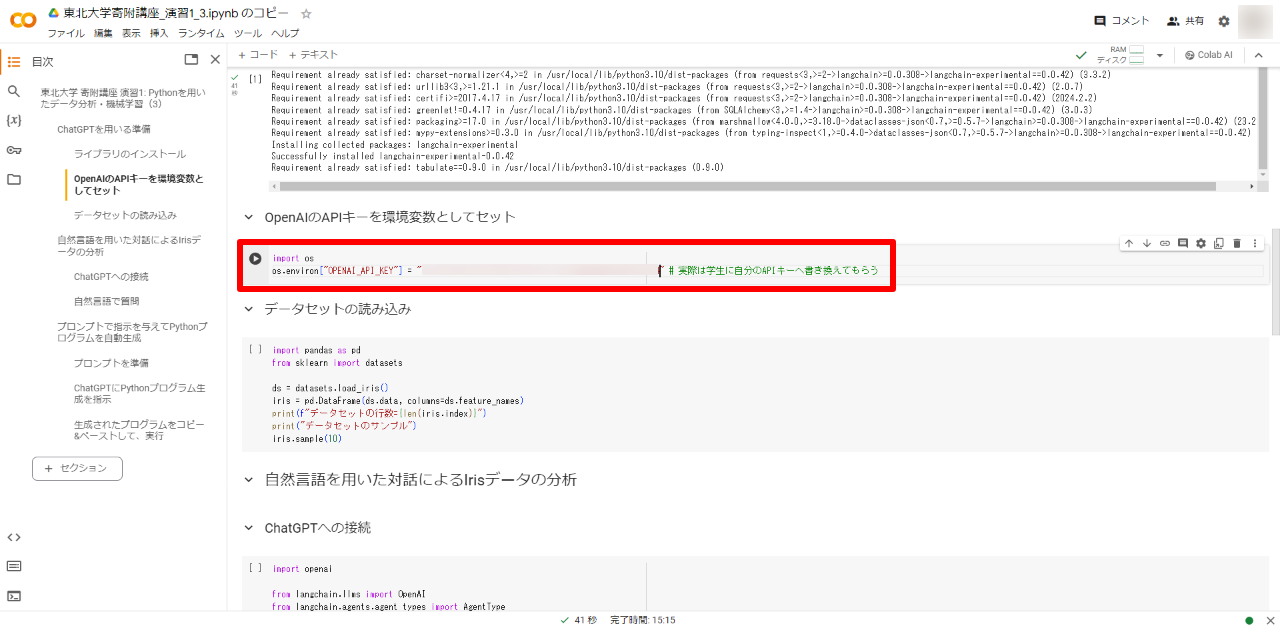 東北大学寄附講座_演習1_3.ipynb のコピー
ファイル 編集 表示 挿入 ランタイム ツール ヘルプ
コメント 共有
目次
+ コード + テキスト
RAM
ディスク
Colab AI
東北大学 寄附講座 演習1: Pythonを用い
たデータ分析・機械学習（3）
ChatGPTを用いる準備
ライブラリのインストール
OpenAIのAPIキーを環境変数と
してセット
データセットの読み込み
自然言語を用いた対話によるIrisデ
ータの分析
ChatGPTへの接続
自然言語で質問
プロンプトで指示を与えてPythonプ
ログラムを自動生成
プロンプトを準備
ChatGPTにPythonプログラム生
成を指示
生成されたプログラムをコピー
&ペーストして、実行
+ セクション
[1]
41
秒
Requirement already satisfied: charset-normalizer<4,>=2 in /usr/local/lib/python3.10/dist-packages (from requests<3,>=2->langchain>=0.0.308->langchain-experimental==0.0.42) (3.3.2)
Requirement already satisfied: urllib3<3,>=1.21.1 in /usr/local/lib/python3.10/dist-packages (from requests<3,>=2->langchain>=0.0.308->langchain-experimental==0.0.42) (2.0.7)
Requirement already satisfied: certifi>=2017.4.17 in /usr/local/lib/python3.10/dist-packages (from requests<3,>=2->langchain>=0.0.308->langchain-experimental==0.0.42) (2024.2.2)
Requirement already satisfied: greenlet!=0.4.17 in /usr/local/lib/python3.10/dist-packages (from SQLAlchemy<3,>=1.4->langchain>=0.0.308->langchain-experimental==0.0.42) (3.0.3)
Requirement already satisfied: packaging>=17.0 in /usr/local/lib/python3.10/dist-packages (from marshmallow<4.0.0,>=3.18.0->dataclasses-json<0.7,>=0.5.7->langchain>=0.0.308->langchain-experimental==0.0.42) (23.2
Requirement already satisfied: mypy-extensions>=0.3.0 in /usr/local/lib/python3.10/dist-packages (from typing-inspect<1,>=0.4.0->dataclasses-json<0.7,>=0.5.7->langchain>=0.0.308->langchain-experimental==0.0.42)
Installing collected packages: langchain-experimental
Successfully installed langchain-experimental-0.0.42
Requirement already satisfied: tabulate==0.9.0 in /usr/local/lib/python3.10/dist-packages (0.9.0)
OpenAIのAPIキーを環境変数としてセット
import os
os.environ["OPENAI_API_KEY"] = " " # 実際は学生に自分のAPIキーへ書き換えてもらう
データセットの読み込み
[ ]
import pandas as pd
from sklearn import datasets
ds = datasets.load_iris()
iris = pd.DataFrame(ds.data, columns=ds.feature_names)
print(f"データセットの行数={len(iris.index)}")
print("データセットのサンプル")
iris.sample(10)
自然言語を用いた対話によるIrisデータの分析
ChatGPTへの接続
[ ]
import openai
from langchain.llms import OpenAI
from langchain.agents.agent_types import AgentType
41 秒 完了時間: 15:15